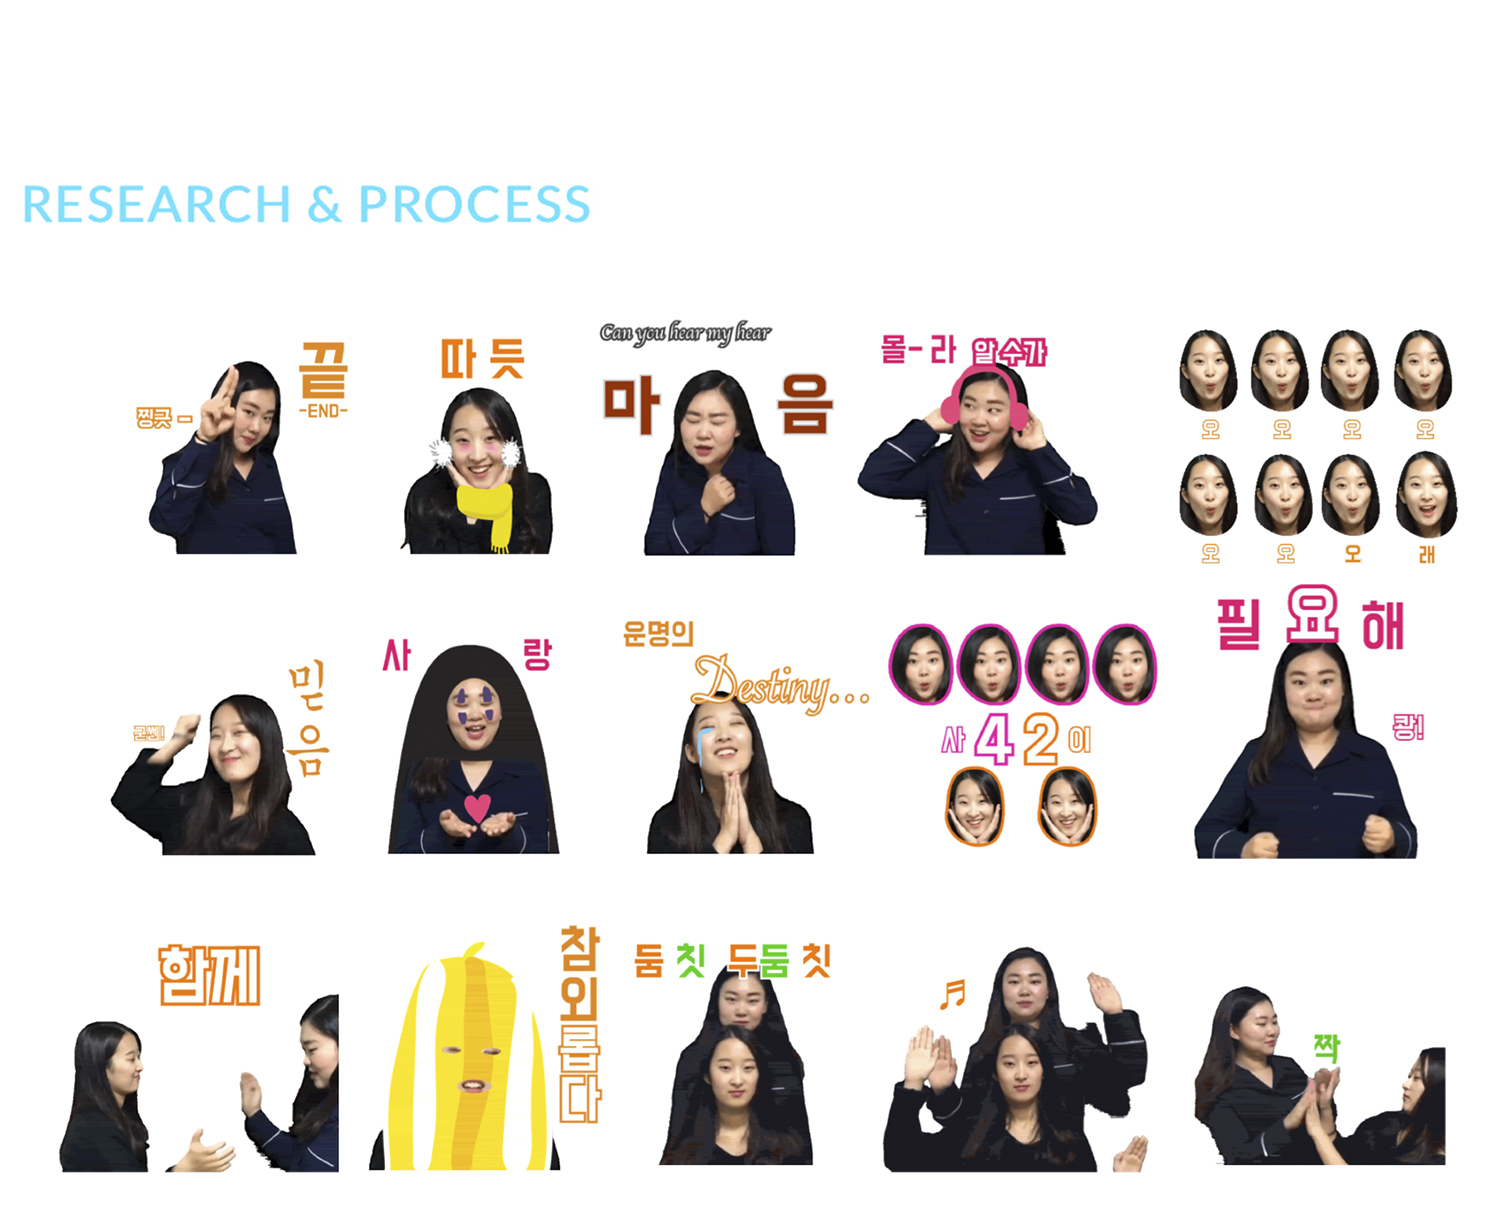 RESEARCH & PROCESS
끝
-END-
찡긋 -
따 듯
Can you hear my hear
마 음
몰- 라 알 수가
오 오 오 오
오 오 오 래
믿
음
굳쎈!
사 랑
운명의
Destiny...
사 4 2 이
필 요 해
쾅!
함께
참
외
롭
다
둠 칫 두둠 칫
짝